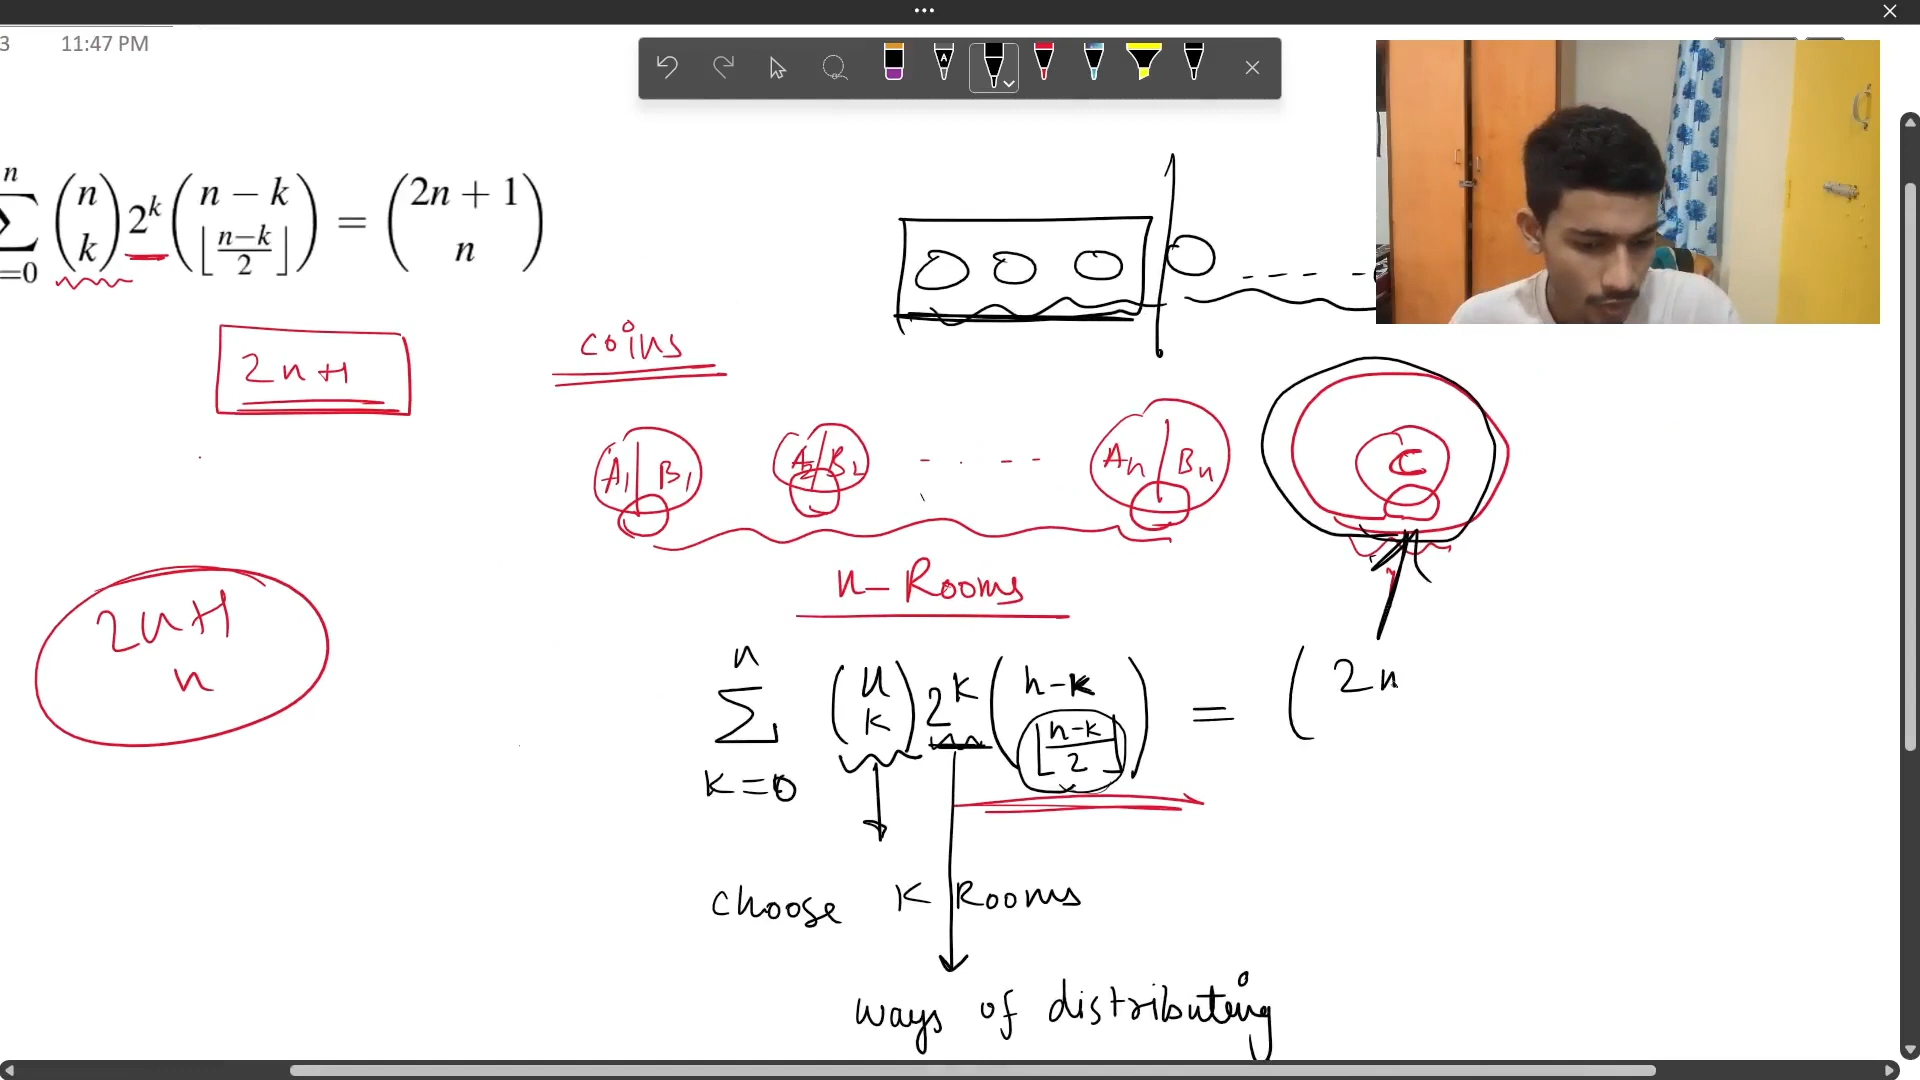 3 11:47 PM
n
∑ (n k) 2^k (n − k ⌊n−k/2⌋) = (2n + 1 n)
=0
2n+1
coins
A1 | B1 A2 | B2 - - - - An | Bn C
n - Rooms
2n+1
n
n
∑ (n k) 2^k (n-k ⌊n-k/2⌋) = ( 2n
k=0
choose K Rooms
ways of distributing